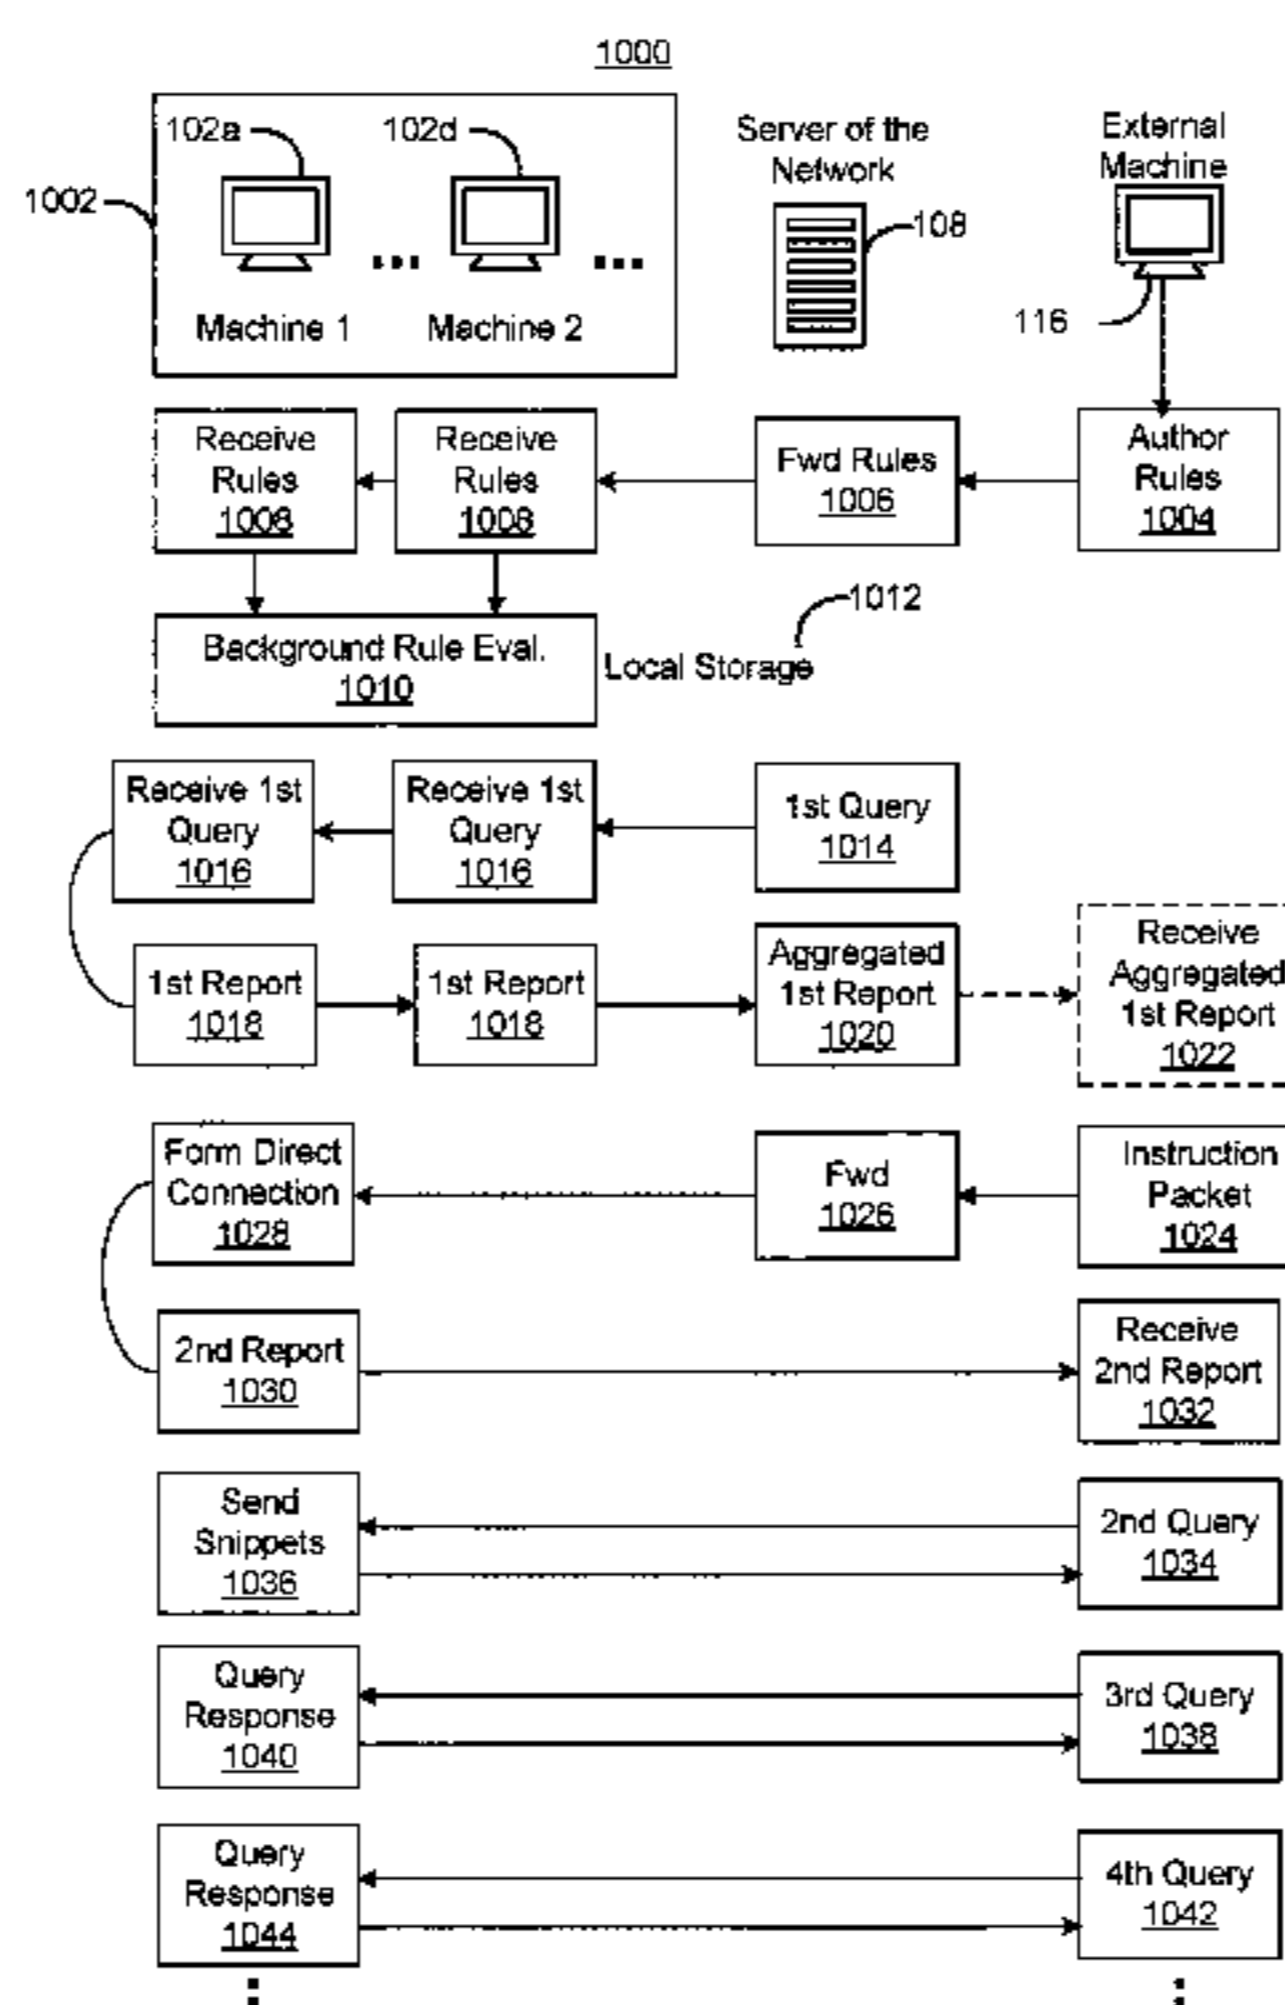 1000
102a
102d
Server of the
Network
External
Machine
1002
108
116
Machine 1
Machine 2
Receive
Rules
1008
Receive
Rules
1008
Fwd Rules
1006
Author
Rules
1004
1012
Background Rule Eval.
1010
Local Storage
Receive 1st
Query
1016
Receive 1st
Query
1016
1st Query
1014
1st Report
1018
1st Report
1018
Aggregated
1st Report
1020
Receive
Aggregated
1st Report
1022
Form Direct
Connection
1028
Fwd
1026
Instruction
Packet
1024
2nd Report
1030
Receive
2nd Report
1032
Send
Snippets
1036
2nd Query
1034
Query
Response
1040
3rd Query
1038
Query
Response
1044
4th Query
1042